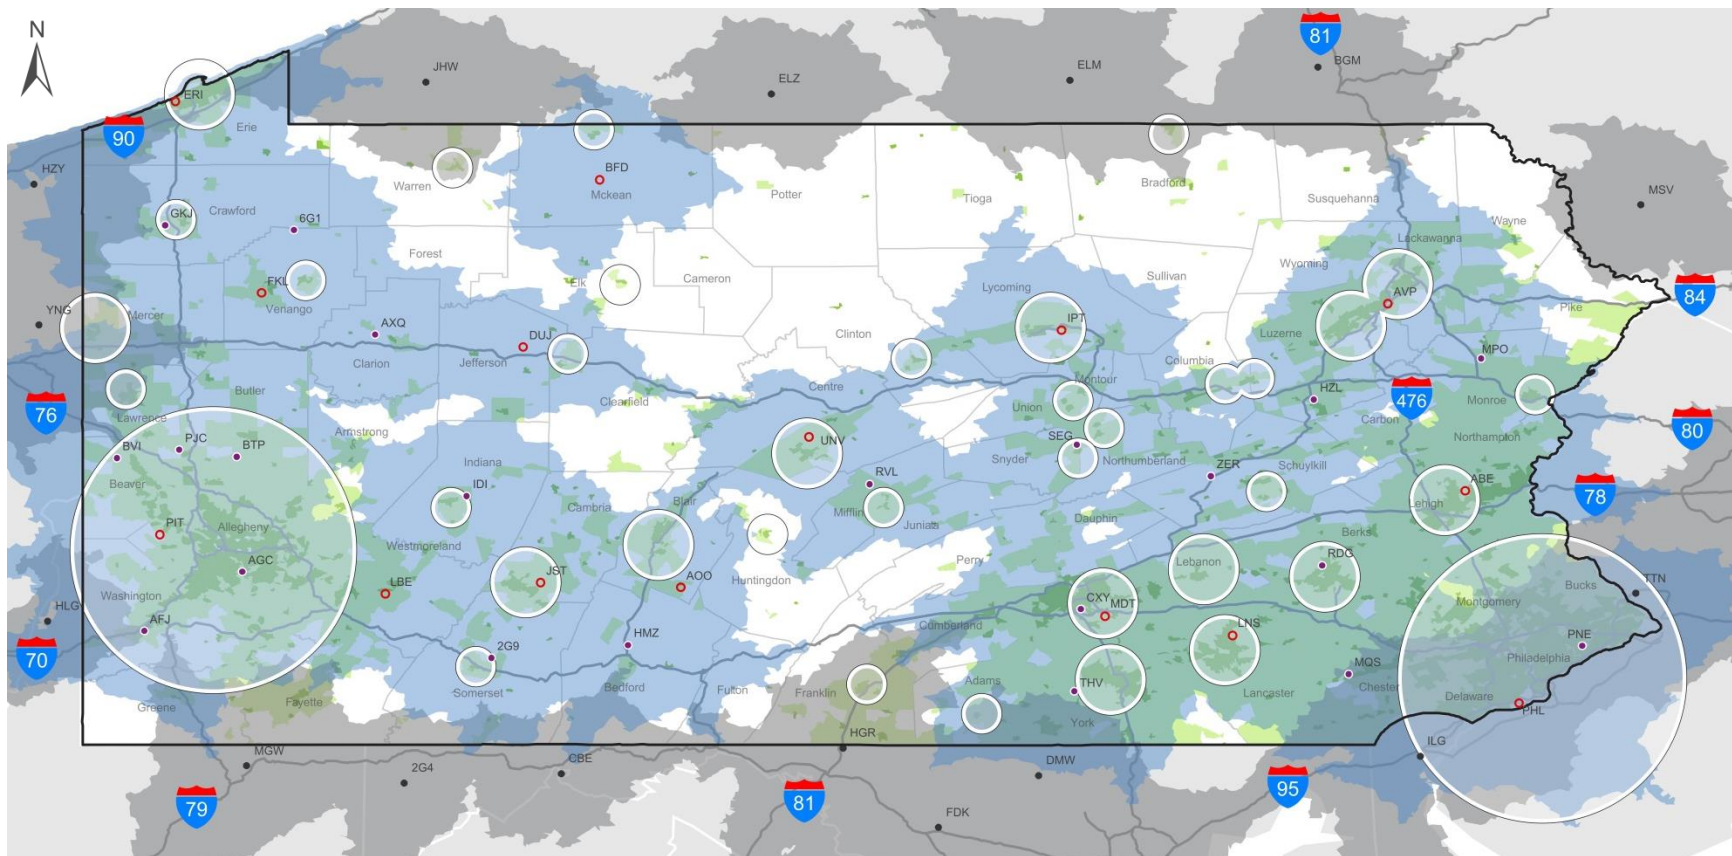 N
81
BGM
JHW
ELM
ELZ
ERI
Erie
90
HZY
BFD
Mckean
Warren
Potter
Tioga
Bradford
Susquehanna
MSV
Crawford
GKJ
6G1
Wayne
Lackawanna
Forest
Wyoming
Elk
Cameron
Sullivan
FKL
Venango
Lycoming
AVP
84
YNG
Mercer
IPT
Pike
AXQ
DUJ
Clinton
Luzerne
Clarion
Jefferson
Columbia
MPO
Montour
Centre
HZL
476
Monroe
Butler
Clearfield
76
Lawrence
Union
Carbon
80
Armstrong
UNV
SEG
Northampton
BVI
PJC
BTP
Snyder
Northumberland
Indiana
RVL
ZER
Schuylkill
Beaver
IDI
ABE
78
Blair
Cambria
Mifflin
Lehigh
Dauphin
PIT
Allegheny
Juniata
Berks
Westmoreland
RDG
Perry
AGC
Lebanon
JST
AOO
Huntingdon
Bucks
TTN
LBE
Washington
CXY
Montgomery
HLG
MDT
AFJ
Cumberland
LNS
PNE
HMZ
Philadelphia
70
2G9
MQS
Adams
THV
Somerset
Bedford
Fulton
Franklin
Lancaster
Chester
Delaware
Greene
Fayette
York
PHL
HGR
ILG
MGW
CBE
DMW
2G4
79
81
95
FDK